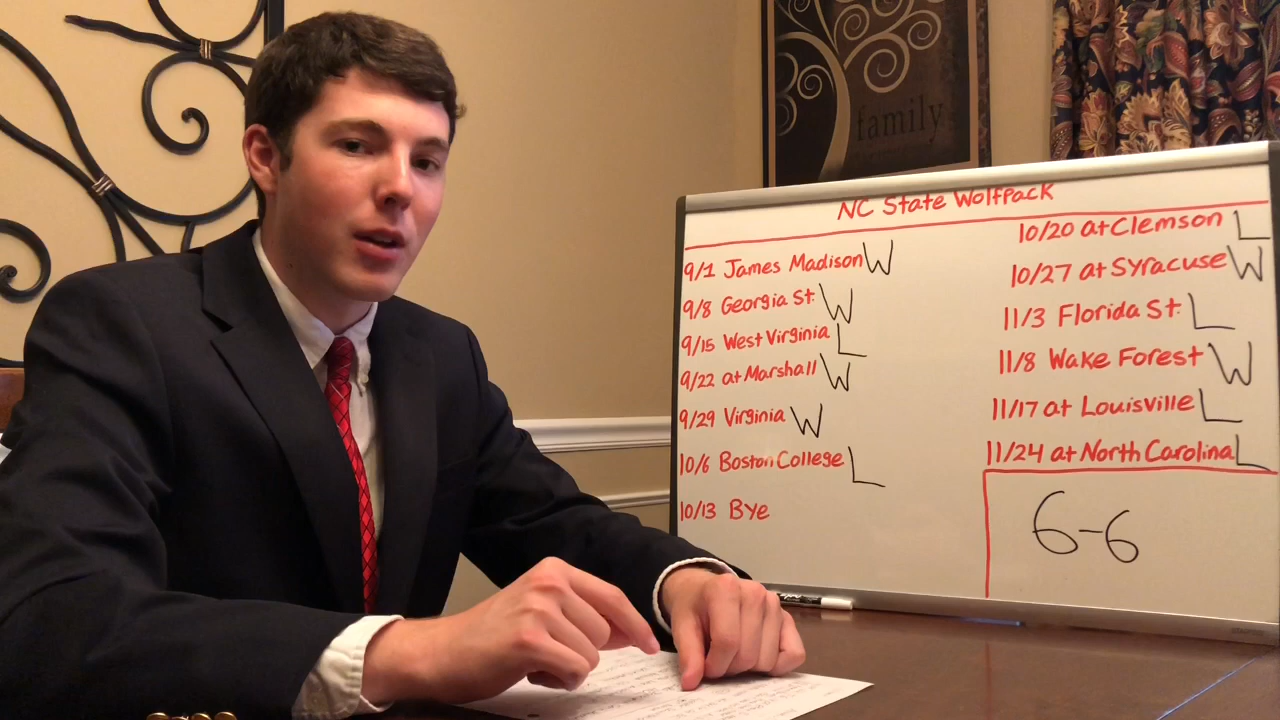 family
NC State Wolfpack
9/1 James Madison W
9/8 Georgia St. W
9/15 West Virginia L
9/22 at Marshall W
9/29 Virginia W
10/6 Boston College L
10/13 Bye
10/20 at Clemson L
10/27 at Syracuse W
11/3 Florida St. L
11/8 Wake Forest W
11/17 at Louisville L
11/24 at North Carolina L
6-6